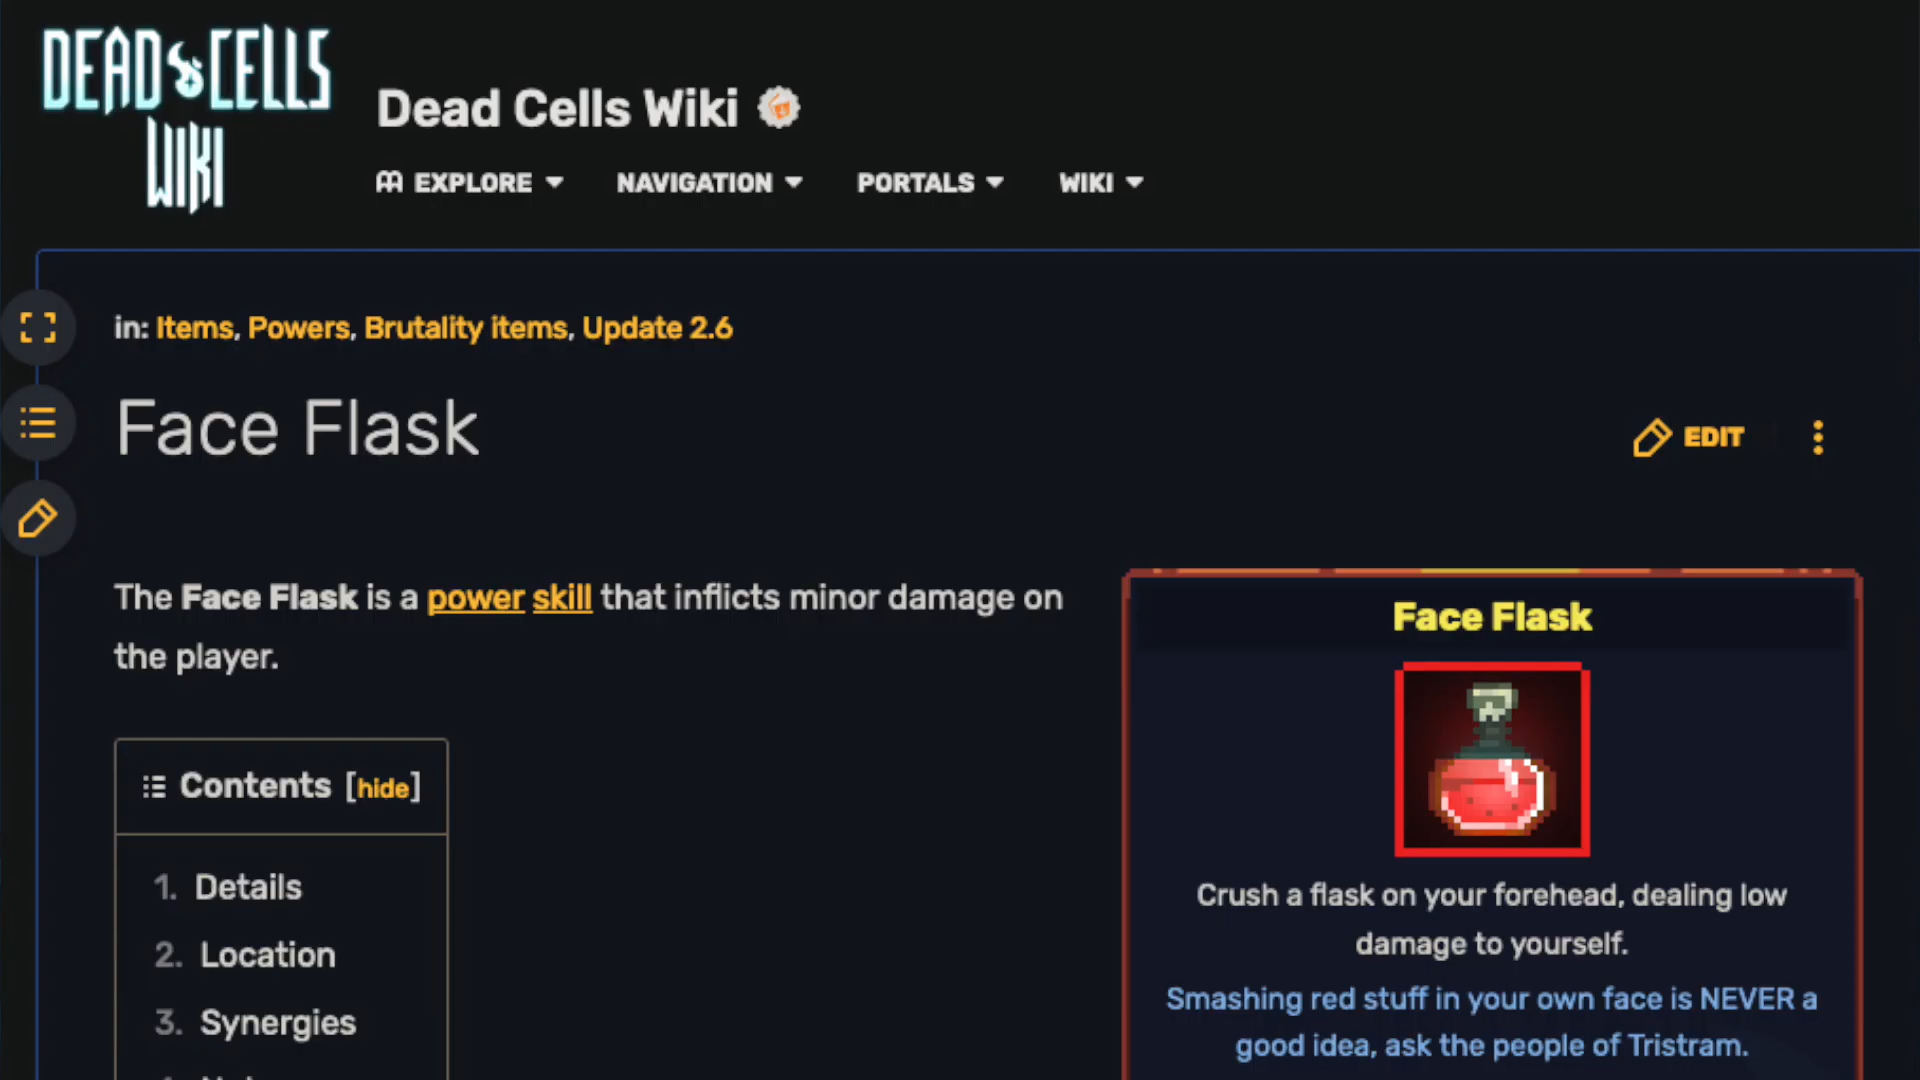 DEAD CELLS
WIKI
Dead Cells Wiki
EXPLORE NAVIGATION PORTALS WIKI
in: Items, Powers, Brutality items, Update 2.6
Face Flask
EDIT
The Face Flask is a power skill that inflicts minor damage on
the player.
Contents [hide]
1. Details
2. Location
3. Synergies
Face Flask
Crush a flask on your forehead, dealing low
damage to yourself.
Smashing red stuff in your own face is NEVER a
good idea, ask the people of Tristram.